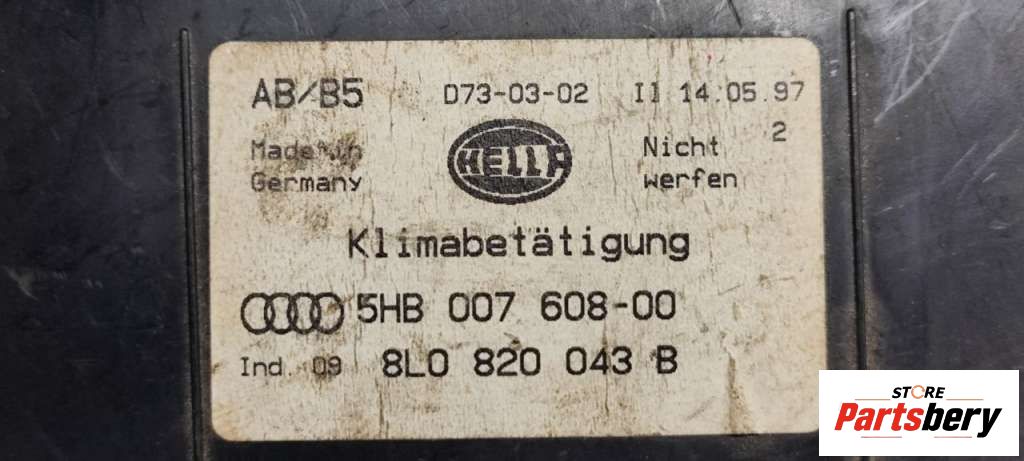 AB/B5 D73-03-02 II 14.05.97
2
Made in Germany
HELLA
Nicht werfen
Klimabetätigung
5HB 007 608-00
Ind. 09 8L0 820 043 B
STORE
Partsbery